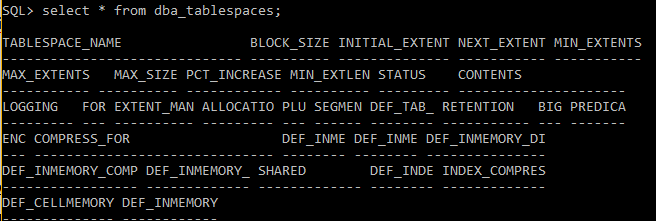 SQL> select * from dba_tablespaces;
TABLESPACE_NAME                BLOCK_SIZE INITIAL_EXTENT NEXT_EXTENT MIN_EXTENTS
------------------------------ ---------- -------------- ----------- -----------
MAX_EXTENTS   MAX_SIZE PCT_INCREASE MIN_EXTLEN STATUS    CONTENTS
----------- ---------- ------------ ---------- --------- ---------------------
LOGGING   FOR EXTENT_MAN ALLOCATIO PLU SEGMEN DEF_TAB_ RETENTION   BIG PREDICA
--------- --- ---------- --------- --- ------ -------- ----------- --- -------
ENC COMPRESS_FOR                   DEF_INME DEF_INME DEF_INMEMORY_DI
--- ------------------------------ -------- -------- ---------------
DEF_INMEMORY_COMP DEF_INMEMORY_ SHARED        DEF_INDE INDEX_COMPRES
----------------- ------------- ------------- -------- -------------
DEF_CELLMEMORY DEF_INMEMORY
-------------- ------------